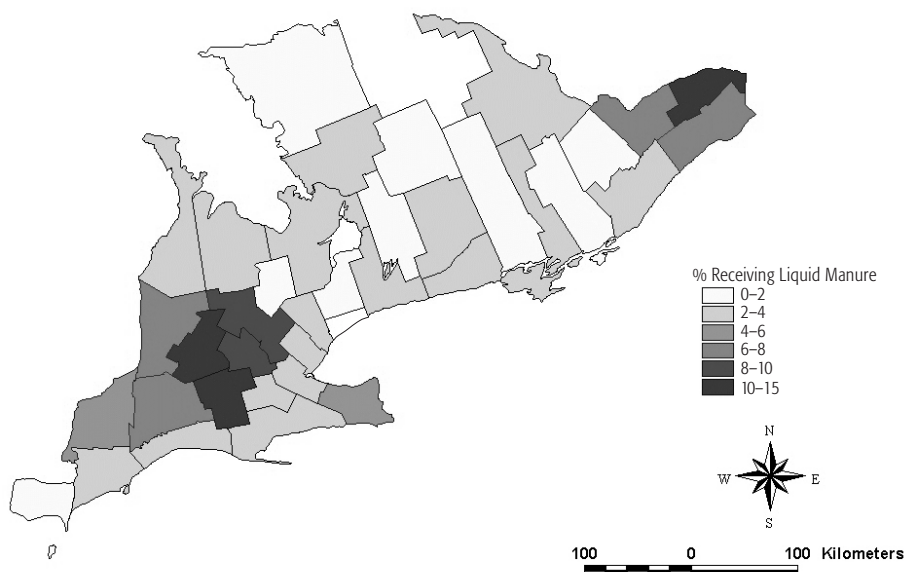 % Receiving Liquid Manure
0–2
2–4
4–6
6–8
8–10
10–15
N
W E
S
100 0 100 Kilometers